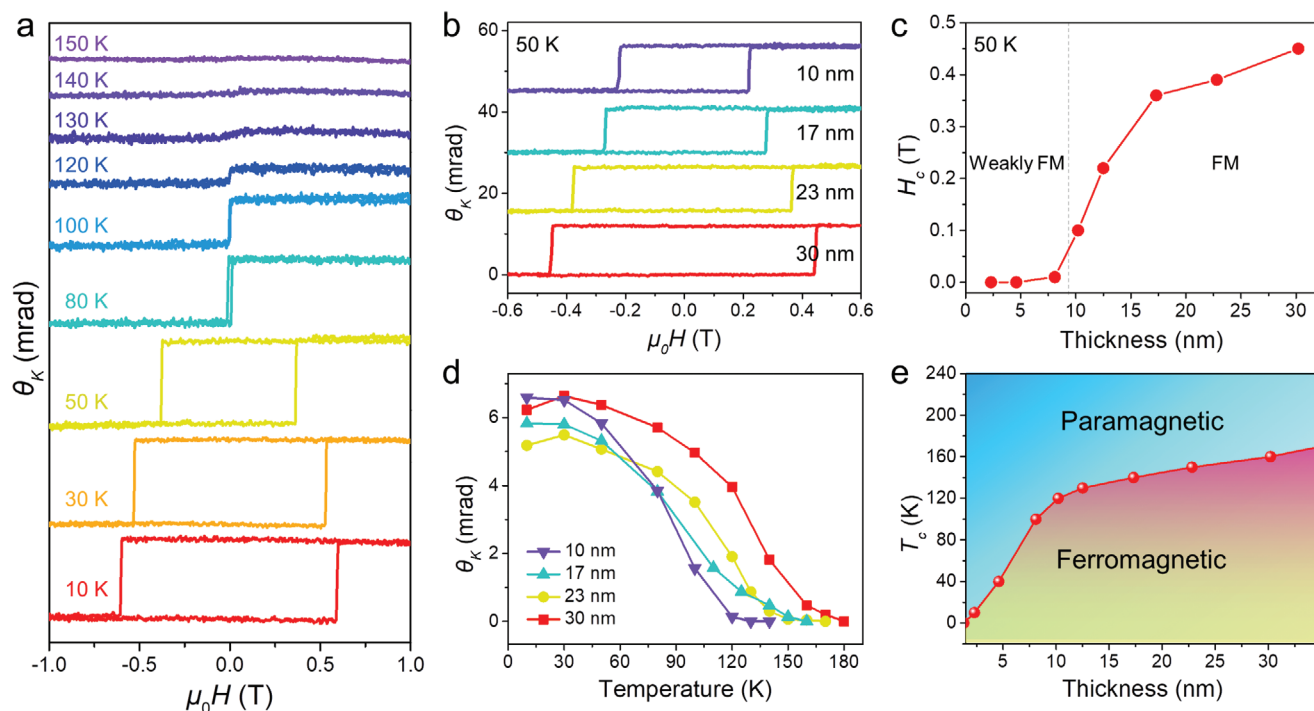 a
150 K
140 K
130 K
120 K
100 K
80 K
50 K
30 K
10 K
θK (mrad)
-1.0 -0.5 0.0 0.5 1.0
μ0H (T)
b
50 K
10 nm
17 nm
23 nm
30 nm
60
40
20
0
θK (mrad)
-0.6 -0.4 -0.2 0.0 0.2 0.4 0.6
μ0H (T)
c
50 K
Weakly FM
FM
0.5
0.4
0.3
0.2
0.1
0.0
Hc (T)
0 5 10 15 20 25 30
Thickness (nm)
d
6
4
2
0
θK (mrad)
10 nm
17 nm
23 nm
30 nm
0 30 60 90 120 150 180
Temperature (K)
e
240
200
160
120
80
40
0
Tc (K)
Paramagnetic
Ferromagnetic
5 10 15 20 25 30
Thickness (nm)